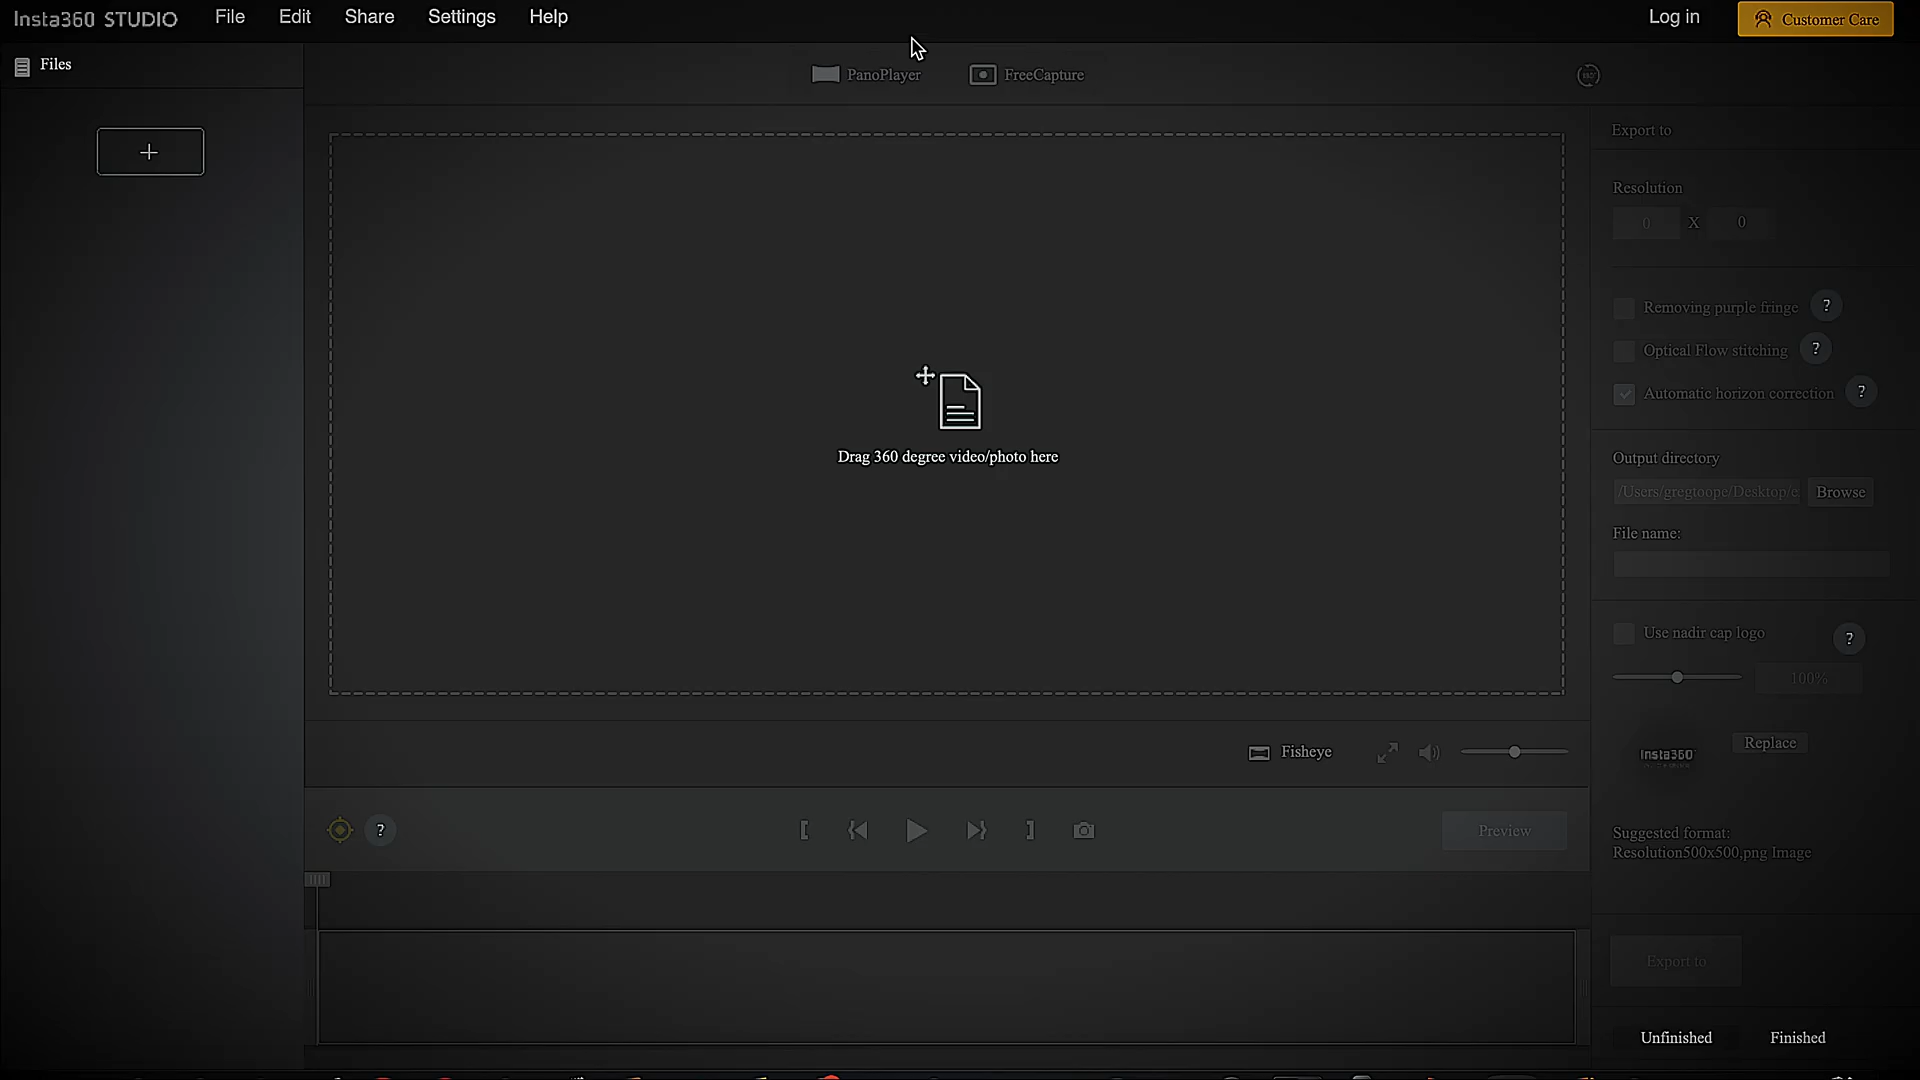 Insta360 STUDIO File Edit Share Settings Help Log in Customer Care
Files
PanoPlayer FreeCapture
+
Export to
Resolution
0 X 0
Removing purple fringe ?
Optical Flow stitching ?
Automatic horizon correction ?
Drag 360 degree video/photo here
Output directory
/Users/gregtoope/Desktop/e Browse
File name:
Use nadir cap logo ?
100%
Fisheye
Insta360 Replace
? Preview
Suggested format:
Resolution500x500,png Image
Export to
Unfinished Finished